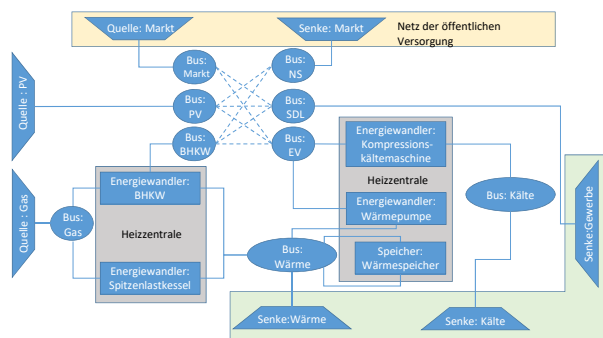 Quelle: Markt
Senke: Markt
Netz der öffentlichen
Versorgung
Bus:
Markt
Bus:
NS
Quelle : PV
Bus:
PV
Bus:
SDL
Bus:
BHKW
Bus:
EV
Energiewandler:
Kompressions-
kältemaschine
Heizzentrale
Energiewandler:
Wärmepumpe
Speicher:
Wärmespeicher
Bus: Kälte
Senke:Gewerbe
Quelle : Gas
Bus:
Gas
Energiewandler:
BHKW
Heizzentrale
Energiewandler:
Spitzenlastkessel
Bus:
Wärme
Senke:Wärme
Senke: Kälte